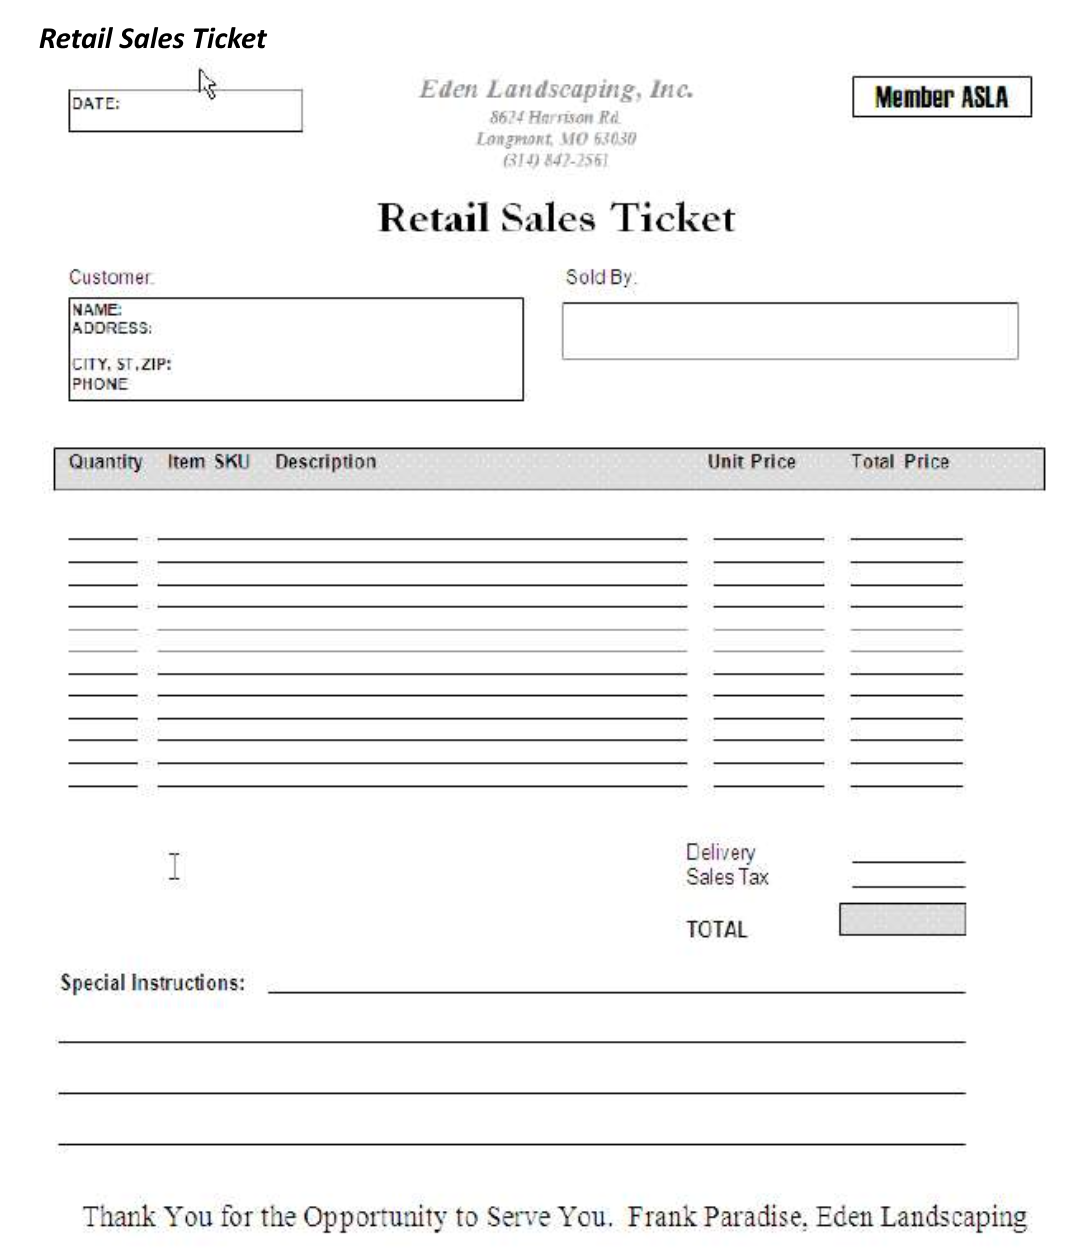 Retail Sales Ticket
DATE:
Eden Landscaping, Inc.
8624 Harrison Rd.
Longmont, MO 63030
(314) 842-2561
Member ASLA
Retail Sales Ticket
Customer:
Sold By:
NAME:
ADDRESS:
CITY, ST,ZIP:
PHONE
Quantity Item SKU Description Unit Price Total Price
Delivery
Sales Tax
TOTAL
Special Instructions:
Thank You for the Opportunity to Serve You. Frank Paradise, Eden Landscaping